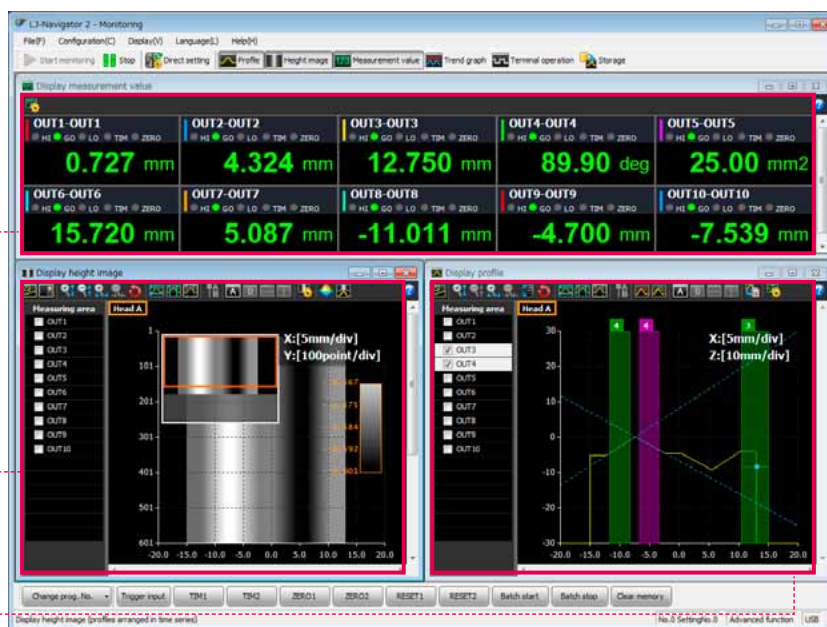 LJ-Navigator 2 - Monitoring
File(F) Configuration(C) Display(V) Language(L) Help(H)
Start monitoring Stop Direct setting Profile Height image Measurement value Trend graph Terminal operation Storage
Display measurement value
OUT1-OUT1 OUT2-OUT2 OUT3-OUT3 OUT4-OUT4 OUT5-OUT5
HI GO LO TIM ZERO HI GO LO TIM ZERO HI GO LO TIM ZERO HI GO LO TIM ZERO HI GO LO TIM ZERO
0.727 mm 4.324 mm 12.750 mm 89.90 deg 25.00 mm2
OUT6-OUT6 OUT7-OUT7 OUT8-OUT8 OUT9-OUT9 OUT10-OUT10
HI GO LO TIM ZERO HI GO LO TIM ZERO HI GO LO TIM ZERO HI GO LO TIM ZERO HI GO LO TIM ZERO
15.720 mm 5.087 mm -11.011 mm -4.700 mm -7.539 mm
Display height image
Measuring area
OUT1
OUT2
OUT3
OUT4
OUT5
OUT6
OUT7
OUT8
OUT9
OUT10
Head A
X:[5mm/div]
Y:[100point/div]
1
101
201
301
401
501
601
-20.0 -15.0 -10.0 -5.0 0.0 5.0 10.0 15.0 20.0
Display profile
Measuring area
OUT1
OUT2
OUT3
OUT4
OUT5
OUT6
OUT7
OUT8
OUT9
OUT10
Head A
4 4 3
X:[5mm/div]
Z:[10mm/div]
30
20
10
0
-10
-20
-30
-20.0 -15.0 -10.0 -5.0 0.0 5.0 10.0 15.0 20.0
Change prog. No. Trigger input TIM1 TIM2 ZERO1 ZERO2 RESET1 RESET2 Batch start Batch stop Clear memory
Display height image (profiles arranged in time series) No.0 SettingNo.0 Advanced function USB